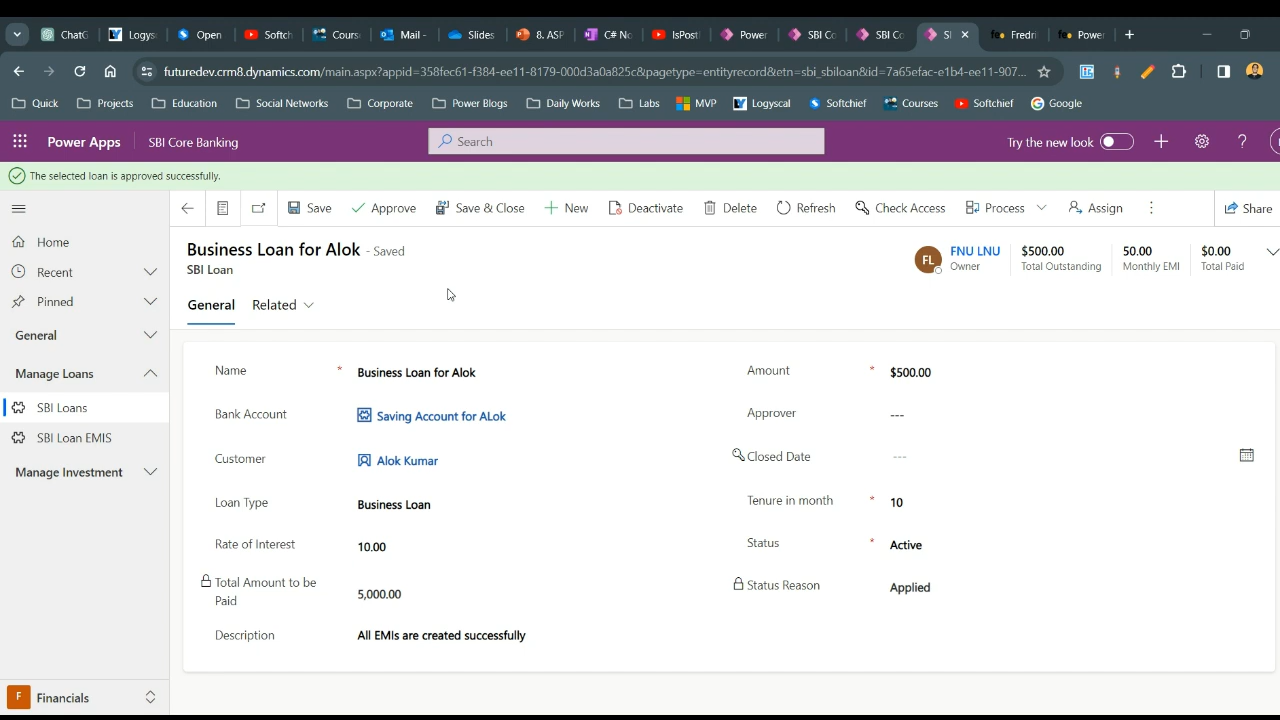 ChatG
Logys
Open
Softch
Cours
Mail -
Slides
8. ASP
C# No
IsPostl
Power
SBI Co
SBI Co
SI
Fredri
Power
futuredev.crm8.dynamics.com/main.aspx?appid=358fec61-f384-ee11-8179-000d3a0a825c&pagetype=entityrecord&etn=sbi_sbiloan&id=7a65efac-e1b4-ee11-907...
Quick Projects Education Social Networks Corporate Power Blogs Daily Works Labs MVP Logyscal Softchief Courses Softchief Google
Power Apps SBI Core Banking Search Try the new look
The selected loan is approved successfully.
Save Approve Save & Close New Deactivate Delete Refresh Check Access Process Assign Share
Home
Recent
Pinned
General
Manage Loans
SBI Loans
SBI Loan EMIS
Manage Investment
F Financials
Business Loan for Alok - Saved
SBI Loan
FL FNU LNU
Owner
$500.00
Total Outstanding
50.00
Monthly EMI
$0.00
Total Paid
General Related
Name * Business Loan for Alok
Bank Account Saving Account for ALok
Customer Alok Kumar
Loan Type Business Loan
Rate of Interest 10.00
Total Amount to be
Paid
5,000.00
Description All EMIs are created successfully
Amount * $500.00
Approver ---
Closed Date ---
Tenure in month * 10
Status * Active
Status Reason Applied